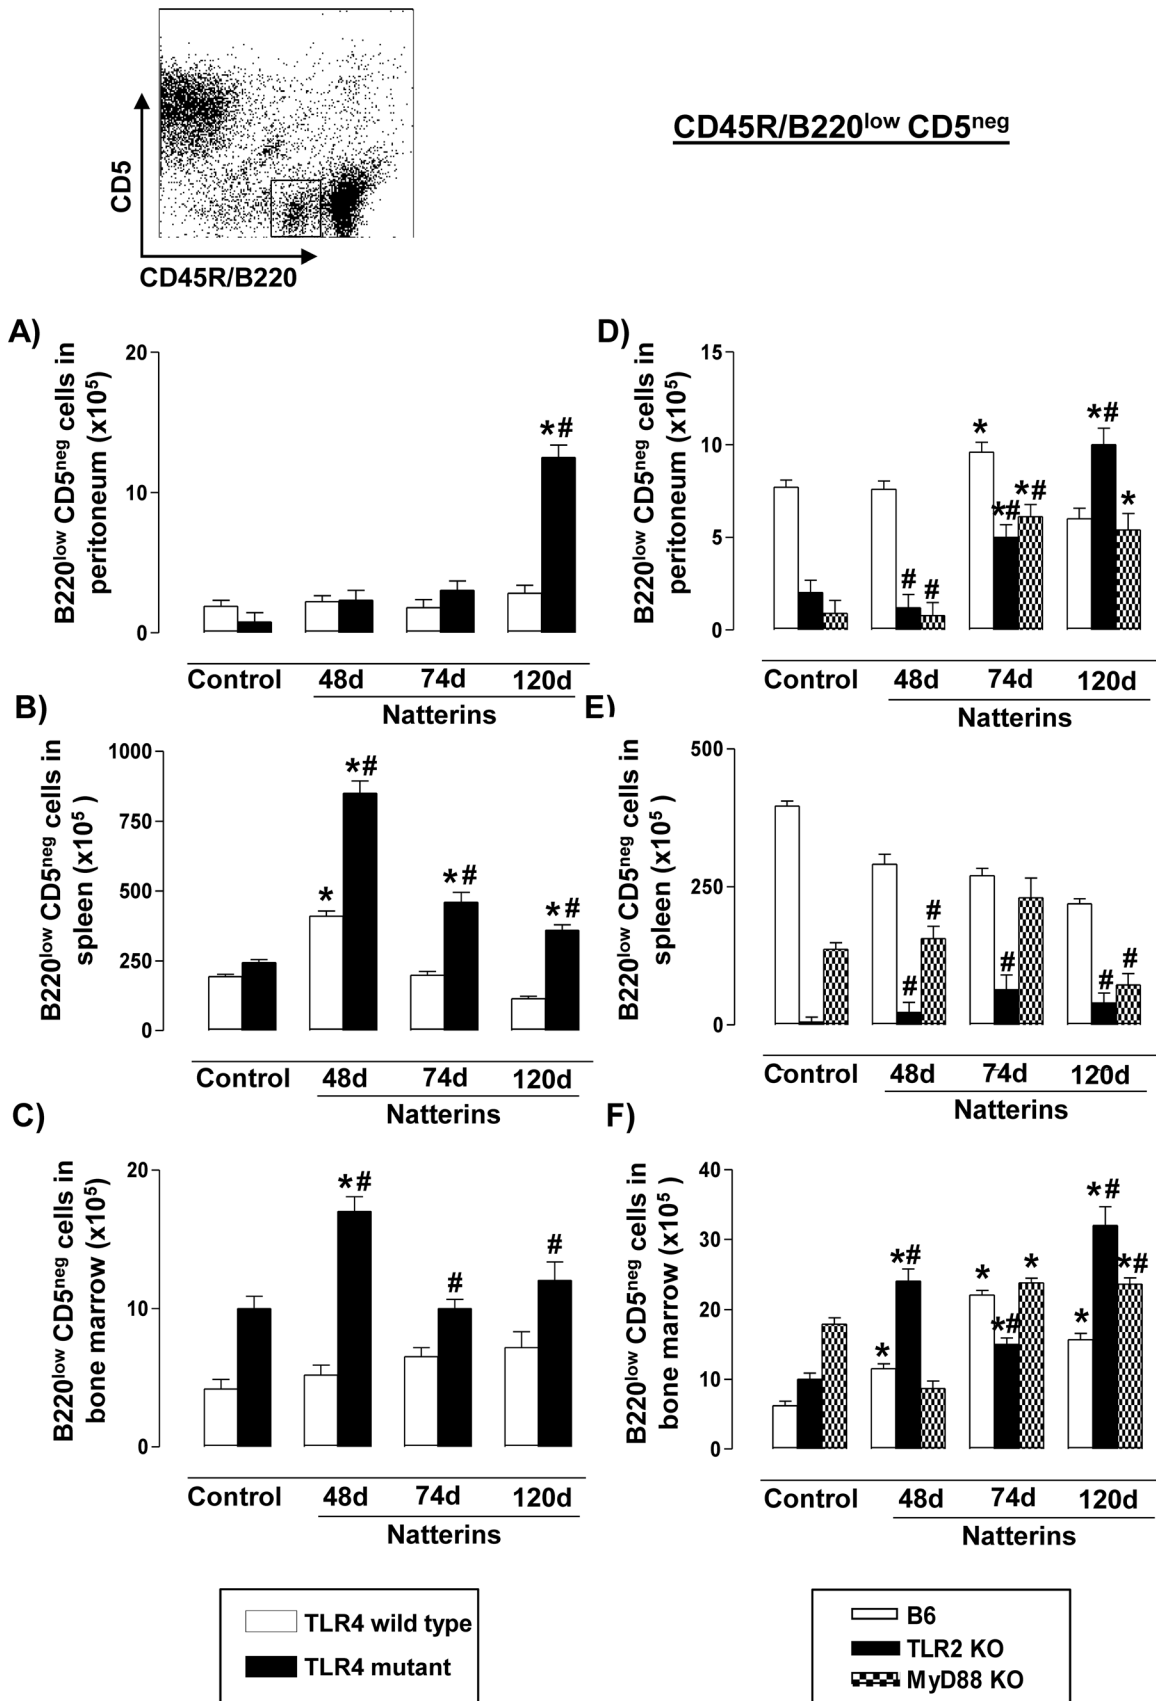 CD5
CD45R/B220
CD45R/B220low CD5neg
A)
B220low CD5neg cells in
peritoneum (x10⁵)
20
10
0
*#
Control
48d
74d
120d
Natterins
D)
B220low CD5neg cells in
peritoneum (x10⁵)
15
10
5
0
#
#
*
*#
*#
*#
*
Control
48d
74d
120d
Natterins
B)
B220low CD5neg cells in
spleen (x10⁵ )
1000
750
500
250
0
*
*#
*#
*#
Control
48d
74d
120d
Natterins
E)
B220low CD5neg cells in
spleen (x10⁵ )
500
250
0
#
#
#
#
#
Control
48d
74d
120d
Natterins
C)
B220low CD5neg cells in
bone marrow (x10⁵)
20
10
0
*#
#
#
Control
48d
74d
120d
Natterins
F)
B220low CD5neg cells in
bone marrow (x10⁵ )
40
30
20
10
0
*
*#
*
*#
*
*
*#
*#
Control
48d
74d
120d
Natterins
TLR4 wild type
TLR4 mutant
B6
TLR2 KO
MyD88 KO